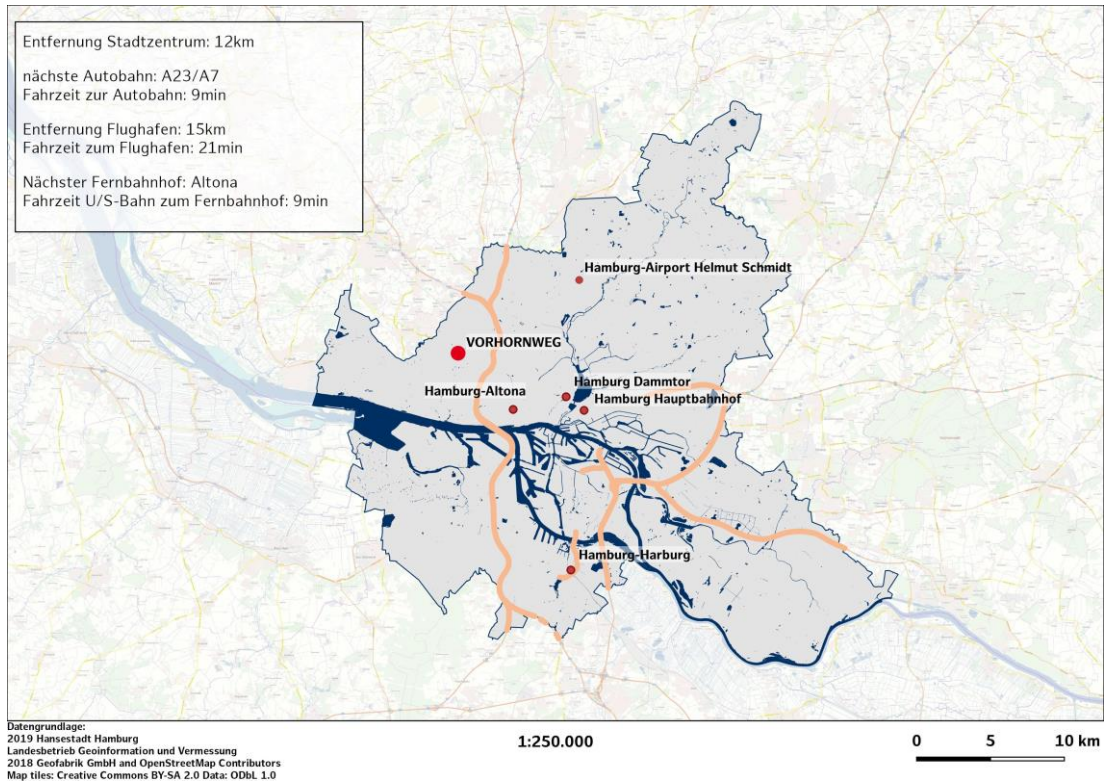 Entfernung Stadtzentrum: 12km
nächste Autobahn: A23/A7
Fahrzeit zur Autobahn: 9min
Entfernung Flughafen: 15km
Fahrzeit zum Flughafen: 21min
Nächster Fernbahnhof: Altona
Fahrzeit U/S-Bahn zum Fernbahnhof: 9min
Hamburg-Airport Helmut Schmidt
VORHORNWEG
Hamburg Dammtor
Hamburg-Altona
Hamburg Hauptbahnhof
Hamburg-Harburg
Datengrundlage:
2019 Hansestadt Hamburg
Landesbetrieb Geoinformation und Vermessung
2018 Geofabrik GmbH and OpenStreetMap Contributors
Map tiles: Creative Commons BY-SA 2.0 Data: ODbL 1.0
1:250.000
0 5 10 km